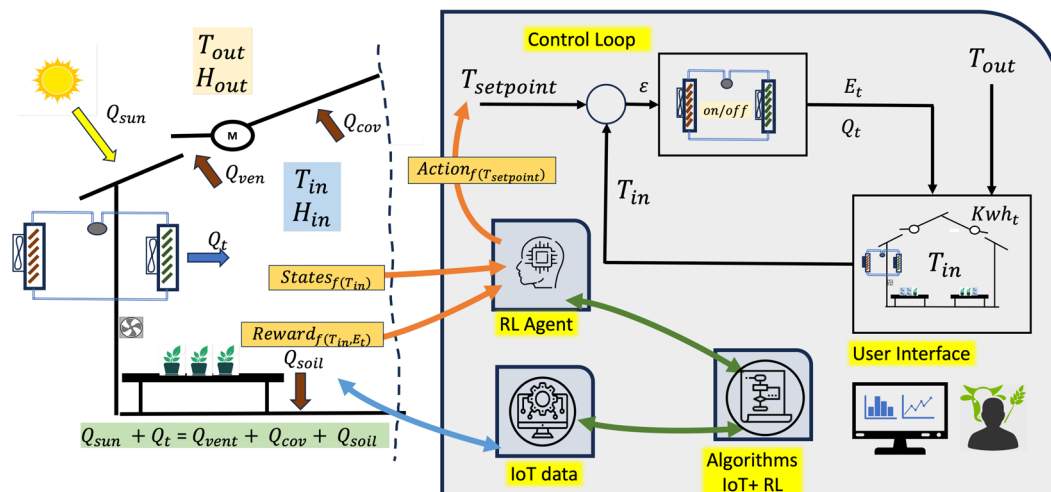 Control Loop
T_out
H_out
T_out
T_setpoint
ε
E_t
Q_sun
Q_cov
on/off
M
Q_t
Q_ven
Action_f(T_setpoint)
T_in
H_in
T_in
Kwh_t
Q_t
T_in
States_f(T_in)
RL Agent
Reward_f(T_in,E_t)
User Interface
Q_soil
Q_sun + Q_t = Q_vent + Q_cov + Q_soil
IoT data
Algorithms
IoT+ RL